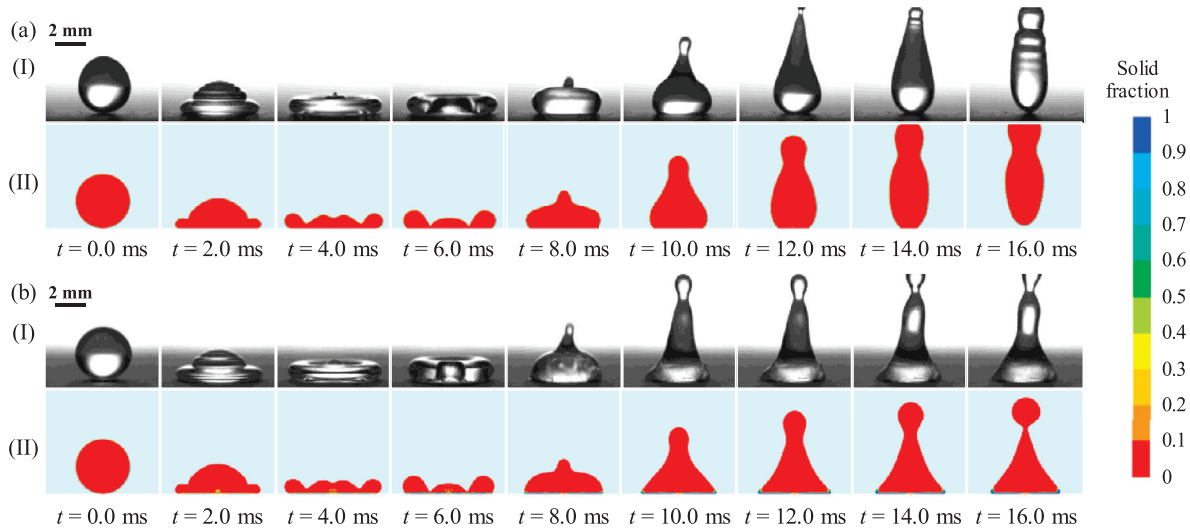 (a)
2 mm
(I)
(II)
t = 0.0 ms t = 2.0 ms t = 4.0 ms t = 6.0 ms t = 8.0 ms t = 10.0 ms t = 12.0 ms t = 14.0 ms t = 16.0 ms
(b)
2 mm
(I)
(II)
t = 0.0 ms t = 2.0 ms t = 4.0 ms t = 6.0 ms t = 8.0 ms t = 10.0 ms t = 12.0 ms t = 14.0 ms t = 16.0 ms
Solid
fraction
1
0.9
0.8
0.7
0.6
0.5
0.4
0.3
0.2
0.1
0